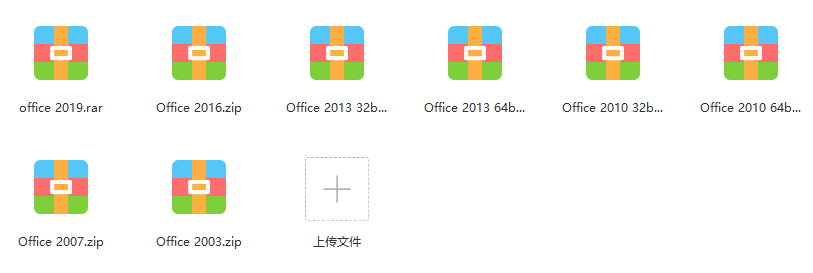 office 2019.rar
Office 2016.zip
Office 2013 32b...
Office 2013 64b...
Office 2010 32b...
Office 2010 64b...
Office 2007.zip
Office 2003.zip
上传文件